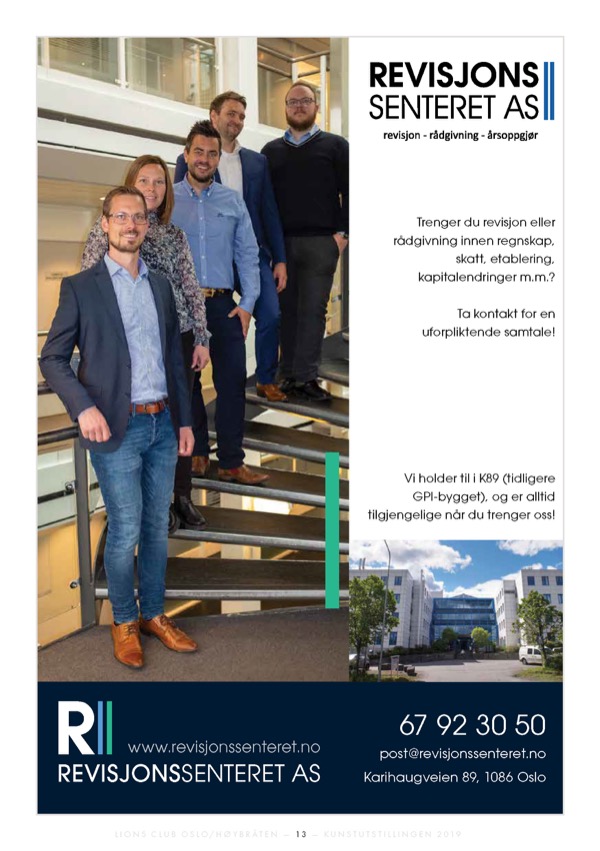 REVISJONS
SENTERET AS
revisjon - rådgivning - årsoppgjør
Trenger du revisjon eller
rådgivning innen regnskap,
skatt, etablering,
kapitalendringer m.m.?
Ta kontakt for en
uforpliktende samtale!
Vi holder til i K89 (tidligere
GPI-bygget), og er alltid
tilgjengelige når du trenger oss!
R
www.revisjonssenteret.no
REVISJONSSENTERET AS
67 92 30 50
post@revisjonssenteret.no
Karihaugveien 89, 1086 Oslo
LIONS CLUB OSLO/HØYBRÅTEN – 13 – KUNSTUTSTILLINGEN 2019